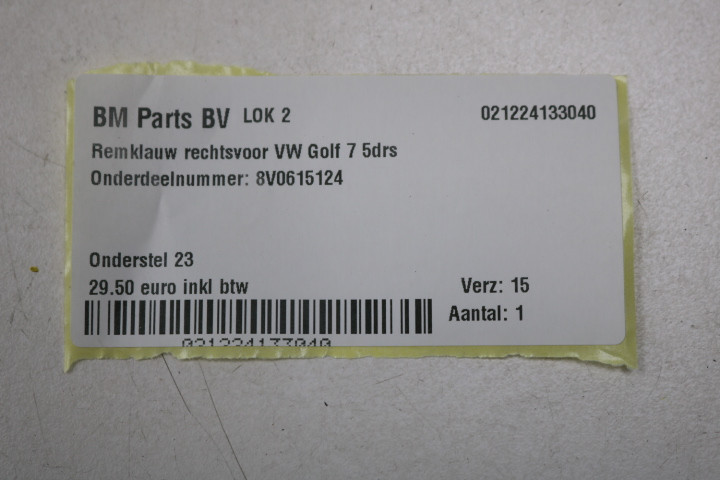 BM Parts BV LOK 2 021224133040
Remklauw rechtsvoor VW Golf 7 5drs
Onderdeelnummer: 8V0615124
Onderstel 23
29.50 euro inkl btw Verz: 15
Aantal: 1
021224133040